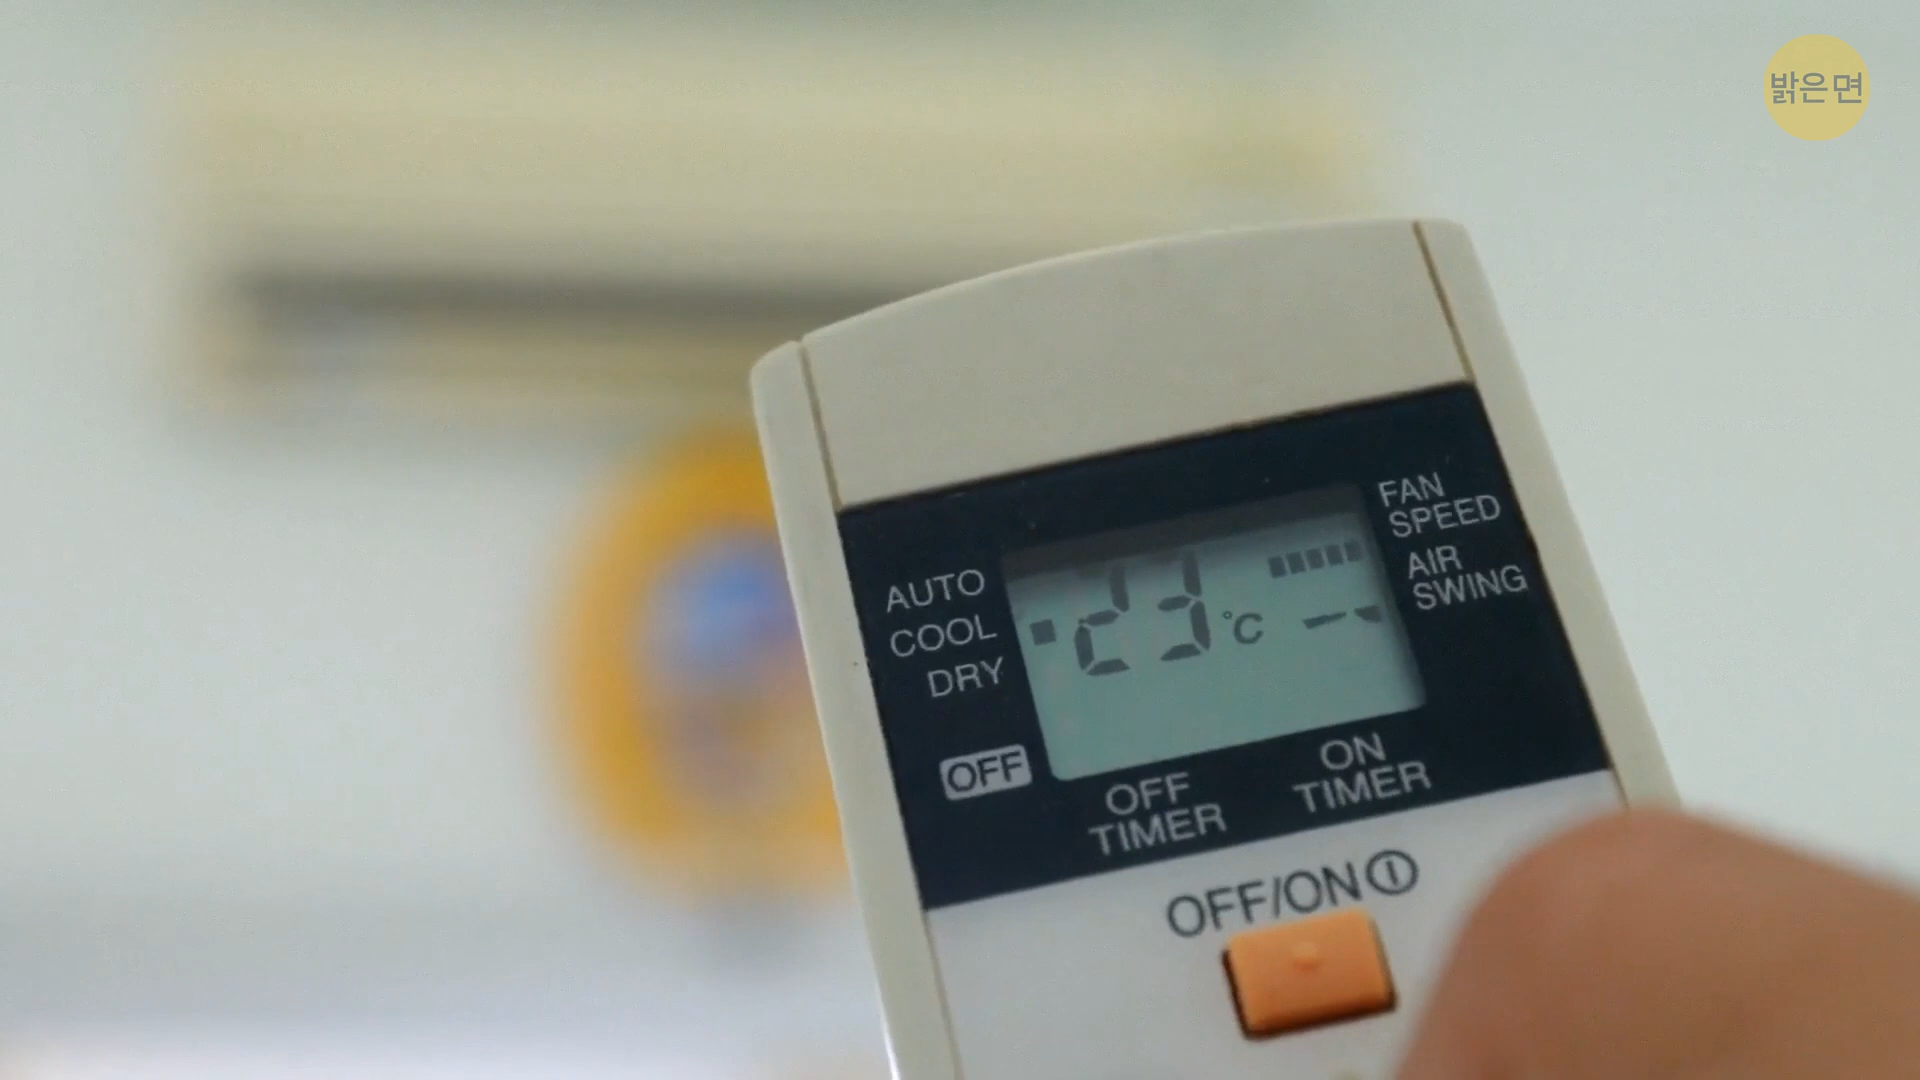 밝은면
FAN
SPEED
AIR
SWING
AUTO
COOL
DRY
23 °C
OFF
OFF
TIMER
ON
TIMER
OFF/ON